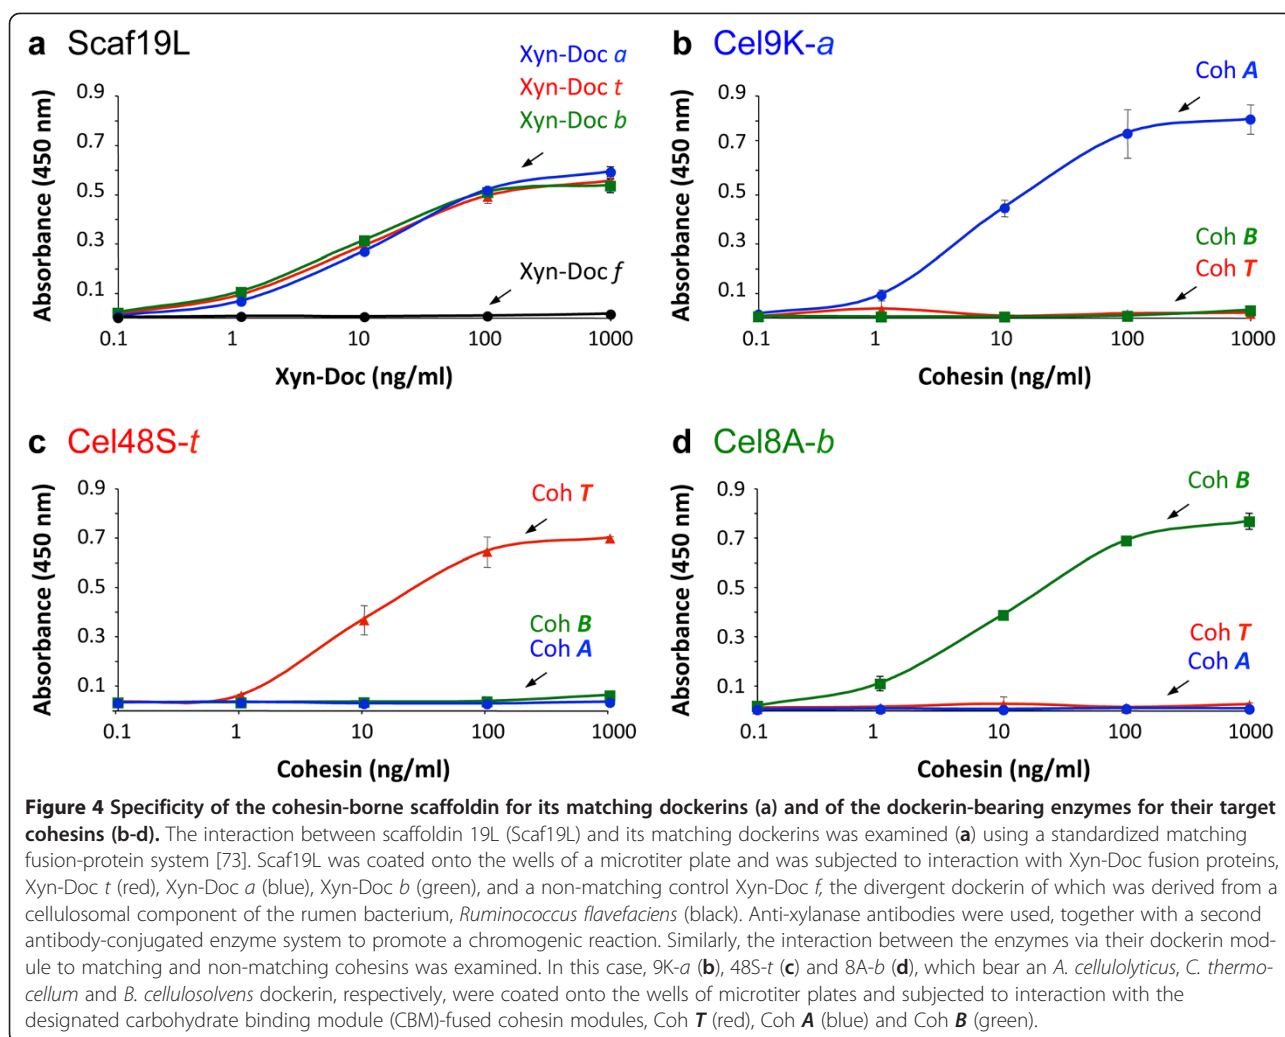 a Scaf19L
Xyn-Doc a
Xyn-Doc t
Xyn-Doc b
Xyn-Doc f
0.9
0.7
0.5
0.3
0.1
Absorbance (450 nm)
0.1 1 10 100 1000
Xyn-Doc (ng/ml)
b Cel9K-a
Coh A
Coh B
Coh T
0.9
0.7
0.5
0.3
0.1
Absorbance (450 nm)
0.1 1 10 100 1000
Cohesin (ng/ml)
c Cel48S-t
Coh T
Coh B
Coh A
0.9
0.7
0.5
0.3
0.1
Absorbance (450 nm)
0.1 1 10 100 1000
Cohesin (ng/ml)
d Cel8A-b
Coh B
Coh T
Coh A
0.9
0.7
0.5
0.3
0.1
Absorbance (450 nm)
0.1 1 10 100 1000
Cohesin (ng/ml)
Figure 4 Specificity of the cohesin-borne scaffoldin for its matching dockerins (a) and of the dockerin-bearing enzymes for their target
cohesins (b-d). The interaction between scaffoldin 19L (Scaf19L) and its matching dockerins was examined (a) using a standardized matching
fusion-protein system [73]. Scaf19L was coated onto the wells of a microtiter plate and was subjected to interaction with Xyn-Doc fusion proteins,
Xyn-Doc t (red), Xyn-Doc a (blue), Xyn-Doc b (green), and a non-matching control Xyn-Doc f, the divergent dockerin of which was derived from a
cellulosomal component of the rumen bacterium, Ruminococcus flavefaciens (black). Anti-xylanase antibodies were used, together with a second
antibody-conjugated enzyme system to promote a chromogenic reaction. Similarly, the interaction between the enzymes via their dockerin mod-
ule to matching and non-matching cohesins was examined. In this case, 9K-a (b), 48S-t (c) and 8A-b (d), which bear an A. cellulolyticus, C. thermo-
cellum and B. cellulosolvens dockerin, respectively, were coated onto the wells of microtiter plates and subjected to interaction with the
designated carbohydrate binding module (CBM)-fused cohesin modules, Coh T (red), Coh A (blue) and Coh B (green).